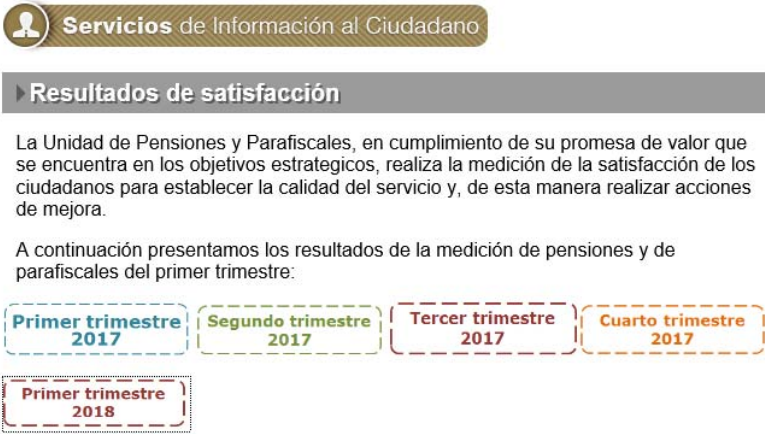 Servicios de Información al Ciudadano
Resultados de satisfacción
La Unidad de Pensiones y Parafiscales, en cumplimiento de su promesa de valor que
se encuentra en los objetivos estrategicos, realiza la medición de la satisfacción de los
ciudadanos para establecer la calidad del servicio y, de esta manera realizar acciones
de mejora.
A continuación presentamos los resultados de la medición de pensiones y de
parafiscales del primer trimestre:
Primer trimestre
2017
Segundo trimestre
2017
Tercer trimestre
2017
Cuarto trimestre
2017
Primer trimestre
2018